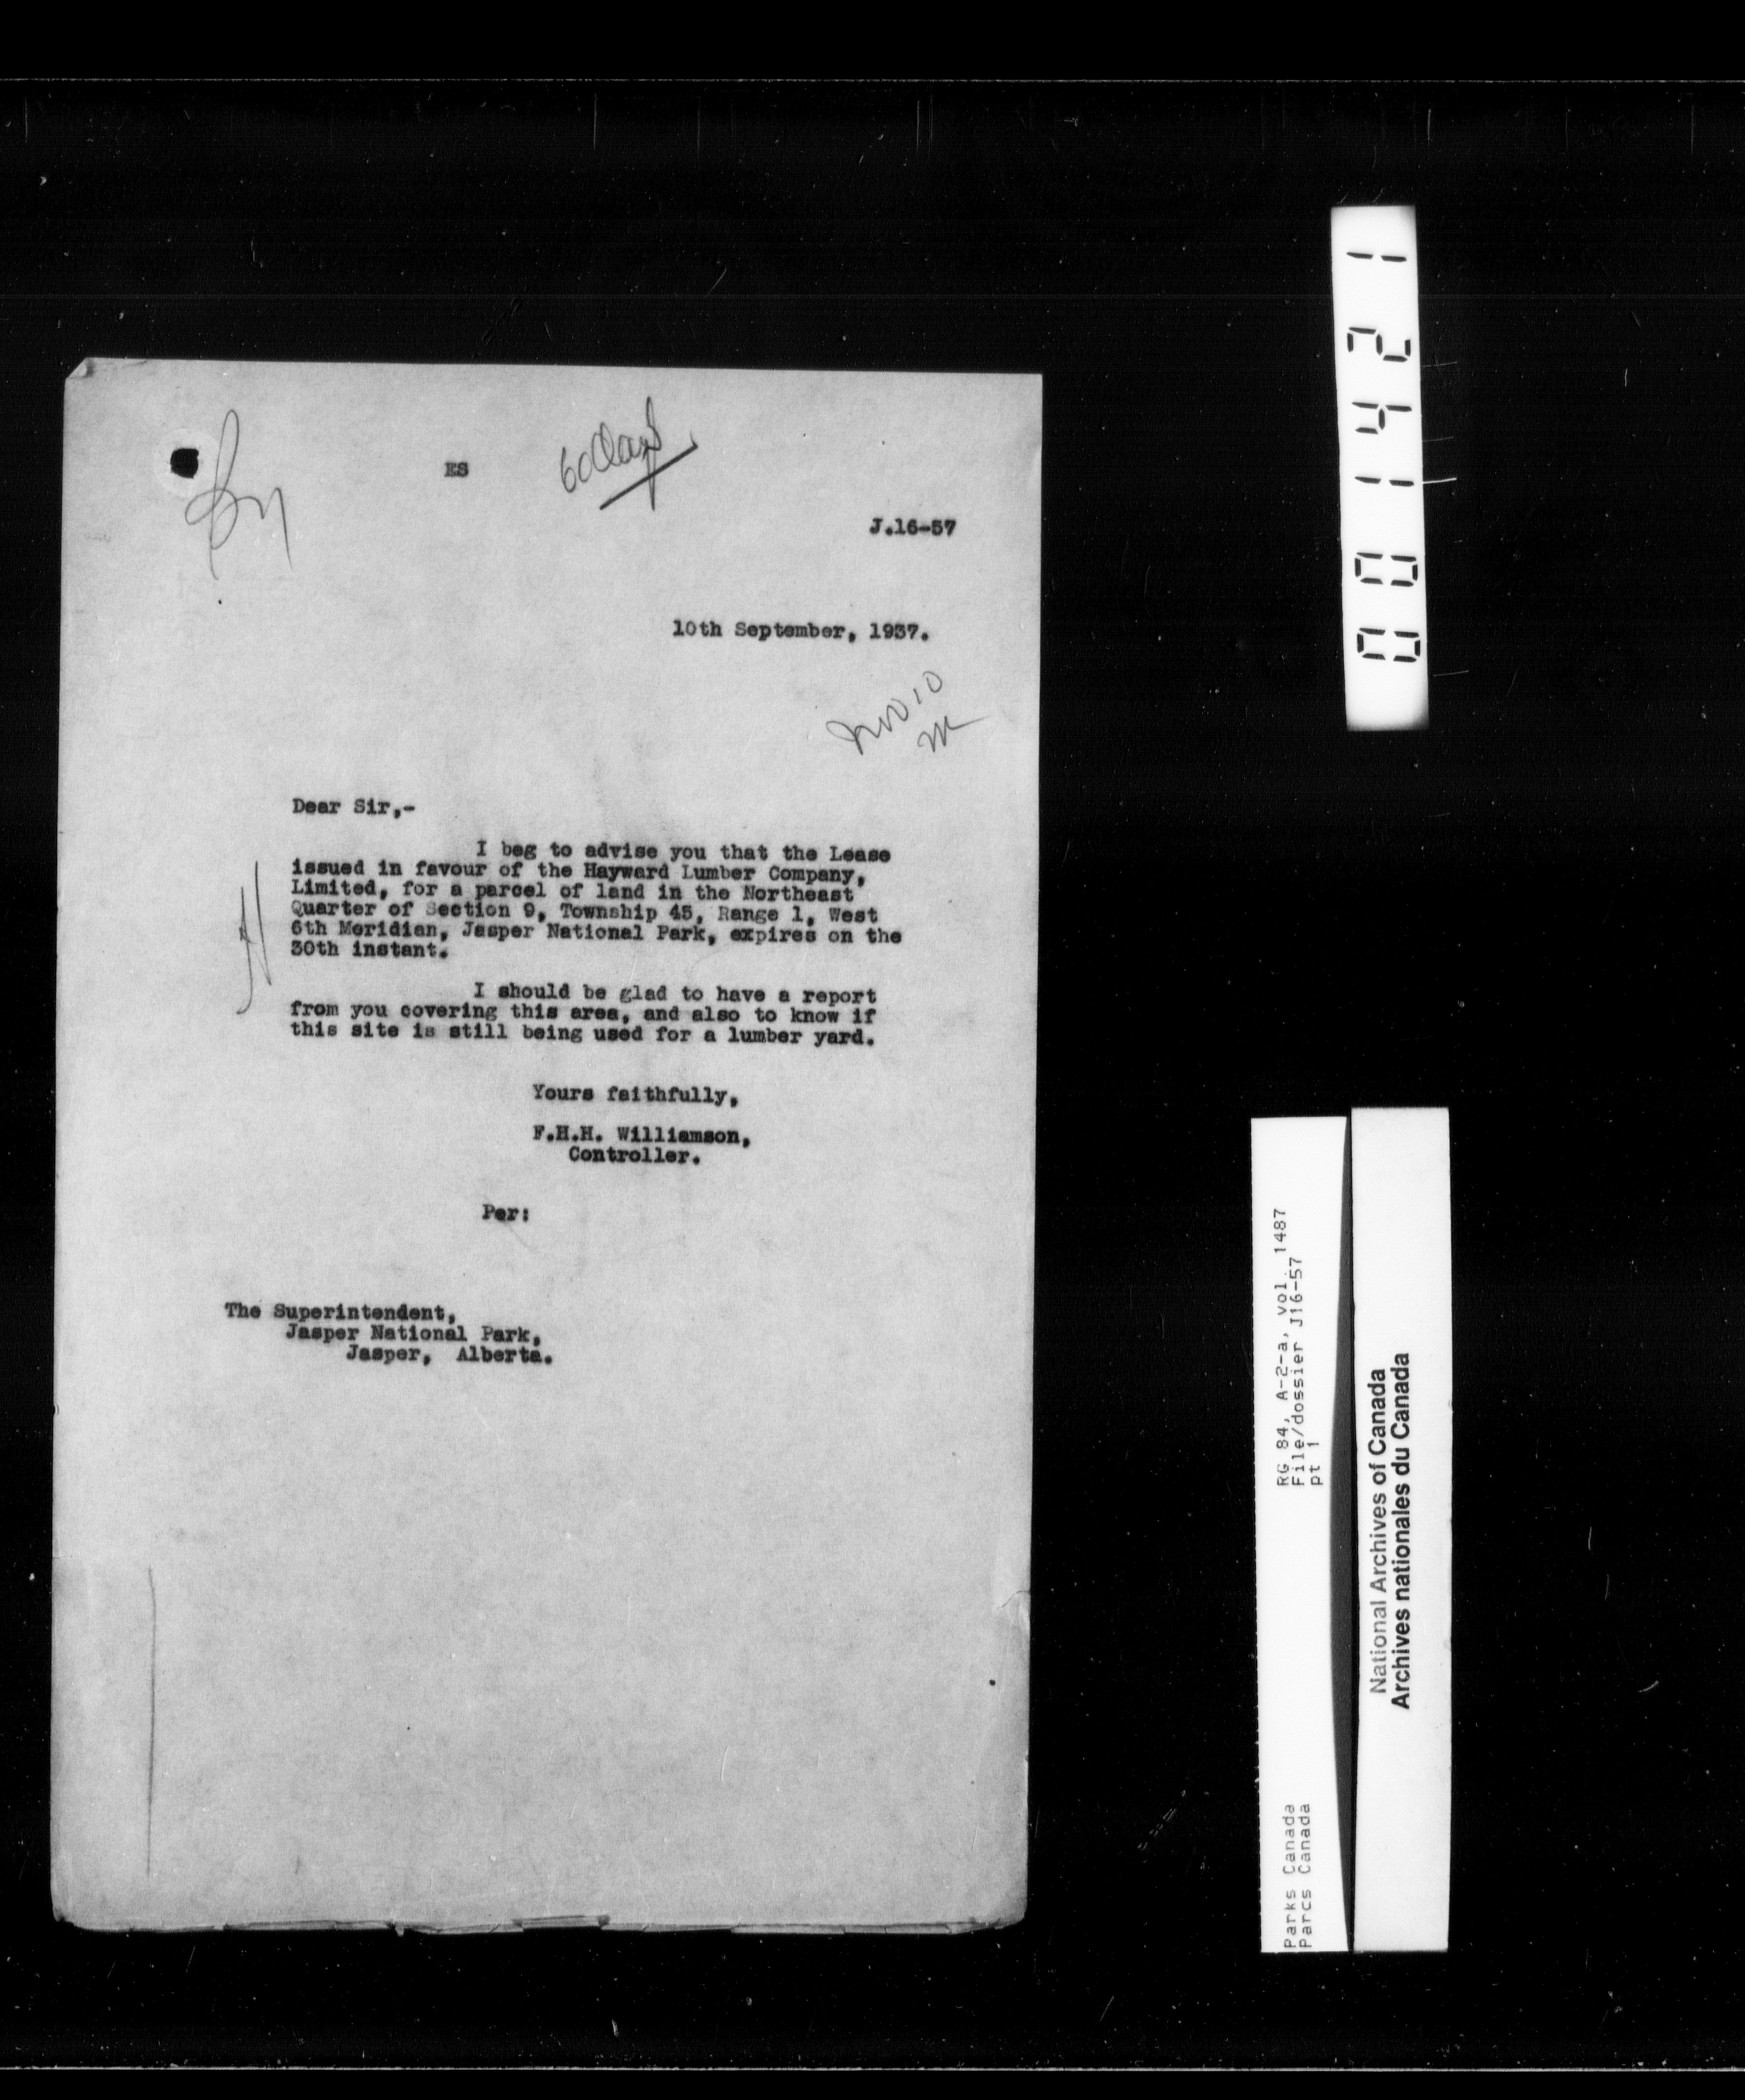 ES
60 days
J.16-57
10th September, 1937.
Nov 10
Dear Sir,-
I beg to advise you that the Lease
issued in favour of the Hayward Lumber Company,
Limited, for a parcel of land in the Northeast
Quarter of Section 9, Township 45, Range 1, West
6th Meridian, Jasper National Park, expires on the
30th instant.
I should be glad to have a report
from you covering this area, and also to know if
this site is still being used for a lumber yard.
Yours faithfully,
F.H.H. Williamson,
Controller.
Per:
The Superintendent,
Jasper National Park,
Jasper, Alberta.
001421
RG 84, A-2-a, vol. 1487
File/dossier J16-57
pt 1
Parks Canada
Parcs Canada
National Archives of Canada
Archives nationales du Canada